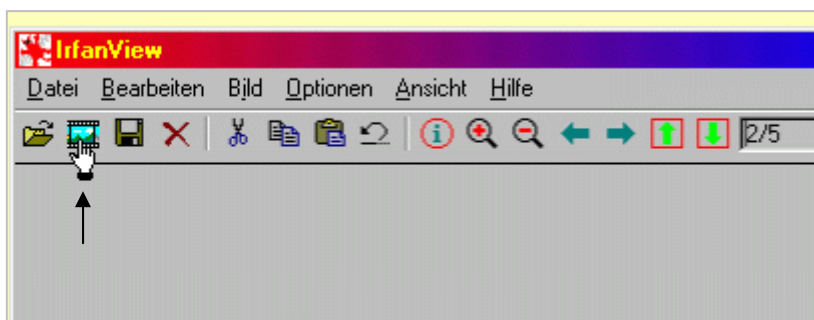 IrfanView
Datei Bearbeiten Bild Optionen Ansicht Hilfe
i 2/5